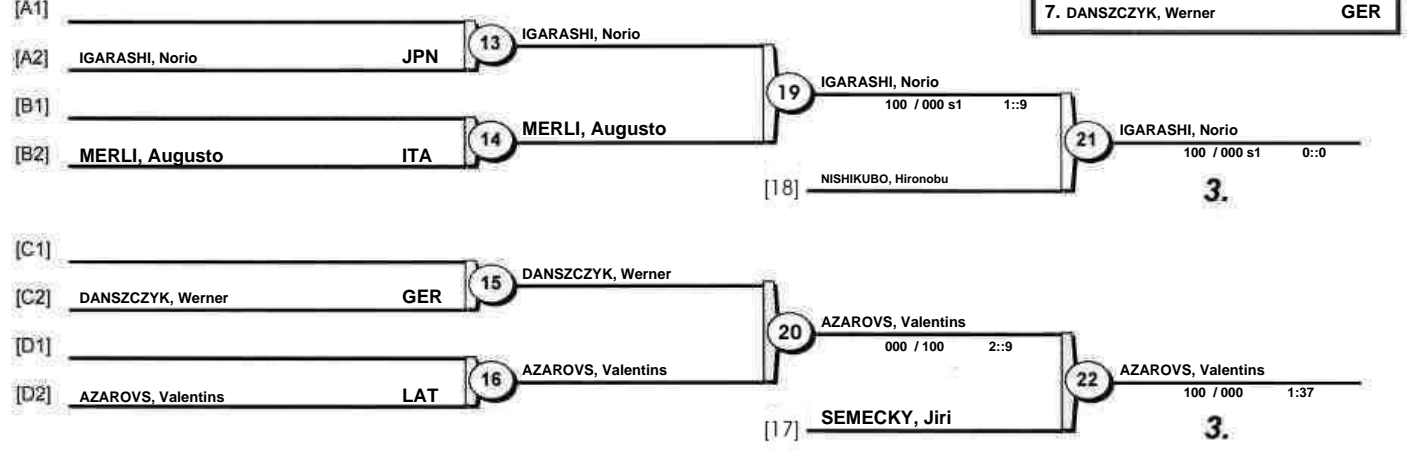 [A1]
7. DANSZCZYK, Werner GER
13 IGARASHI, Norio
[A2] IGARASHI, Norio JPN
19 IGARASHI, Norio
100 / 000 s1 1::9
[B1]
14 MERLI, Augusto
21 IGARASHI, Norio
100 / 000 s1 0::0
[B2] MERLI, Augusto ITA
[18] NISHIKUBO, Hironobu
3.
[C1]
15 DANSZCZYK, Werner
[C2] DANSZCZYK, Werner GER
20 AZAROVS, Valentins
000 / 100 2::9
[D1]
16 AZAROVS, Valentins
22 AZAROVS, Valentins
100 / 000 1:37
[D2] AZAROVS, Valentins LAT
[17] SEMECKY, Jiri
3.